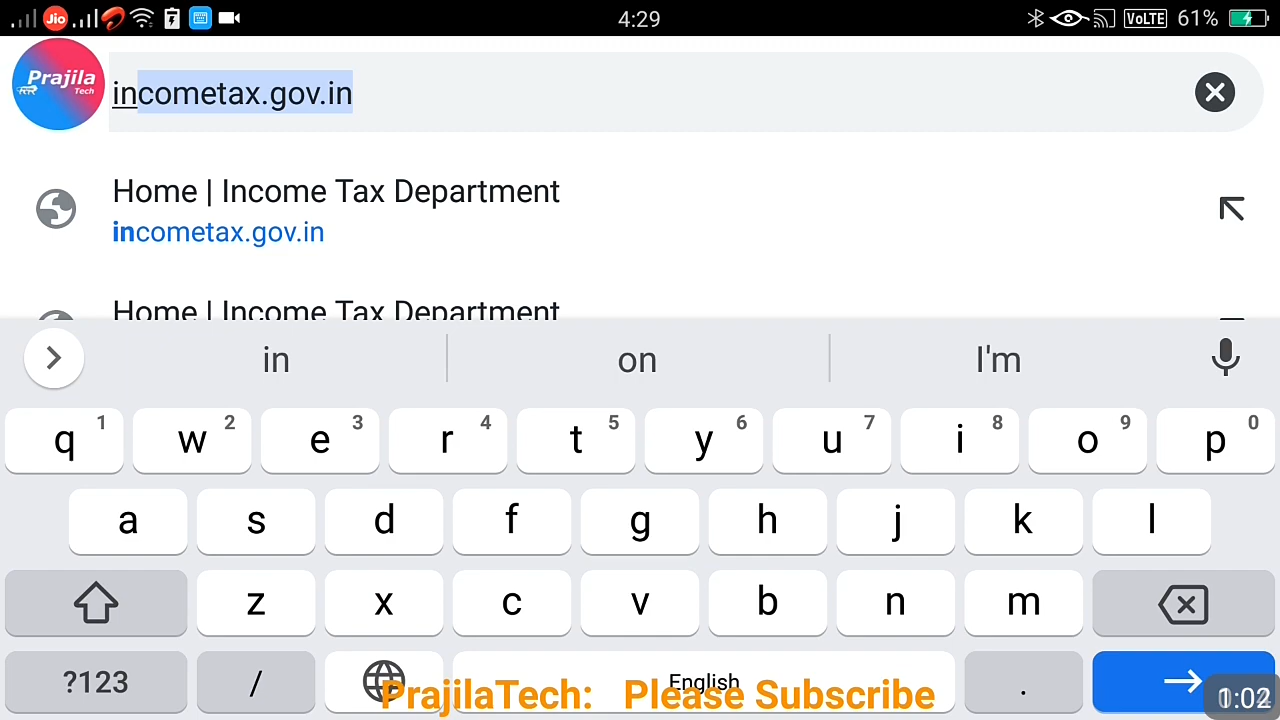 Jio 4:29 VoLTE 61%
Prajila
Tech
incometax.gov.in
Home | Income Tax Department
incometax.gov.in
Home | Income Tax Department
in on I'm
q 1 w 2 e 3 r 4 t 5 y 6 u 7 i 8 o 9 p 0
a s d f g h j k l
z x c v b n m
?123 / English .
PrajilaTech: Please Subscribe
1:02